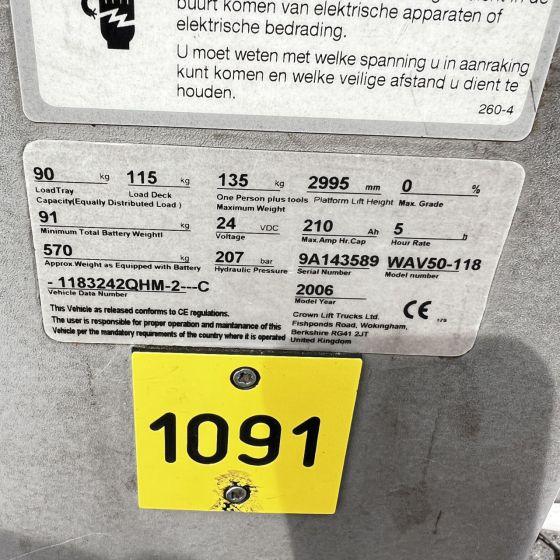 buurt komen van elektrische apparaten of
elektrische bedrading.
U moet weten met welke spanning u in aanraking
kunt komen en welke veilige afstand u dient te
houden.
260-4
90 kg 115 kg 135 kg 2995 mm 0 %
LoadTray Load Deck One Person plus tools Platform Lift Height Max. Grade
Capacity(Equally Distributed Load ) Maximum Weight
91 kg 24 VDC 210 Ah 5 h
Minimum Total Battery Weightl Voltage Max.Amp Hr.Cap Hour Rate
570 kg 207 bar 9A143589 WAV50-118
Approx.Weight as Equipped with Battery Hydraulic Pressure Serial Number Model number
- 1183242QHM-2---C 2006
Vehicle Data Number Model Year
This Vehicle as released conforms to CE regulations.
The user is responsible for proper operation and maintanance of this
Vehicle per the mandatory requirements of the country where it is operated
Crown Lift Trucks Ltd.
Fishponds Road, Wokingham,
Berkshire RG41 2JT
United Kingdom
CE
1091